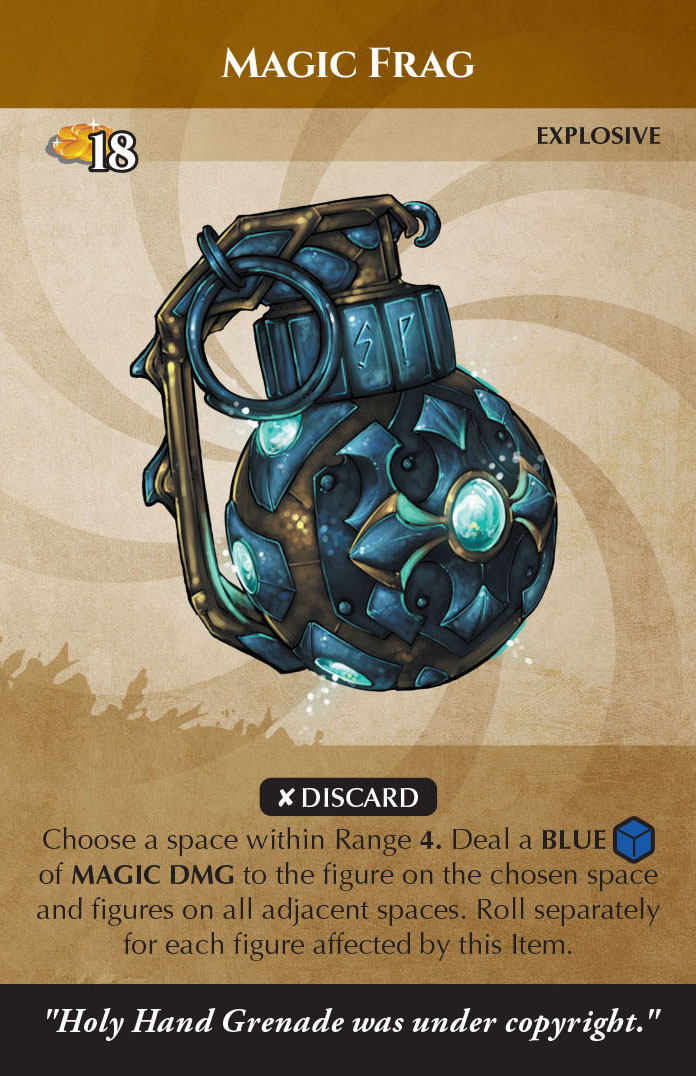 MAGIC FRAG
18
EXPLOSIVE
✘ DISCARD
Choose a space within Range 4. Deal a BLUE
of MAGIC DMG to the figure on the chosen space
and figures on all adjacent spaces. Roll separately
for each figure affected by this Item.
"Holy Hand Grenade was under copyright."